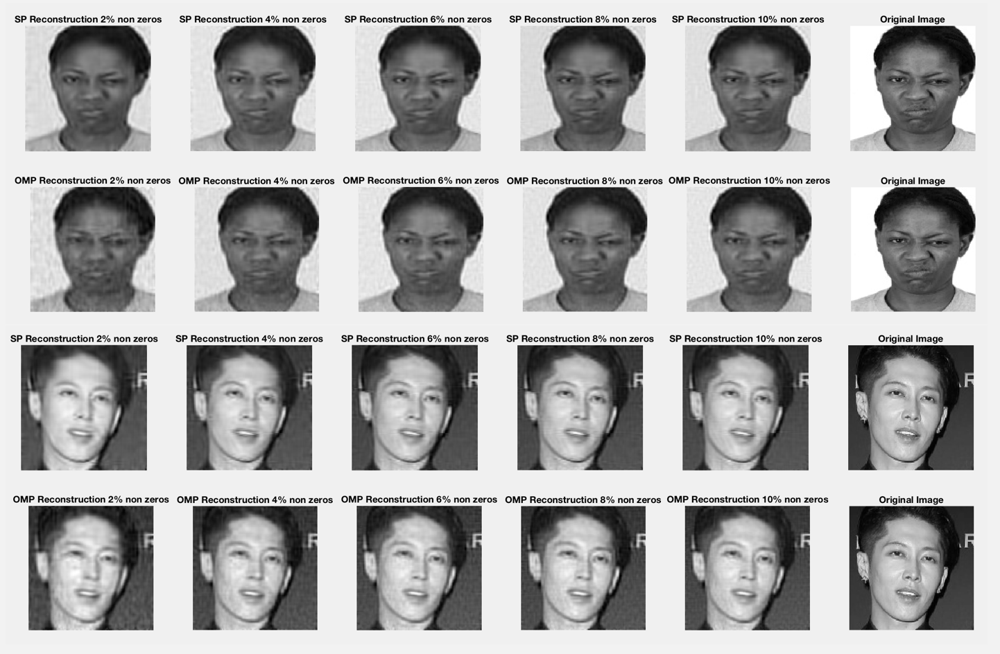 SP Reconstruction 2% non zeros
SP Reconstruction 4% non zeros
SP Reconstruction 6% non zeros
SP Reconstruction 8% non zeros
SP Reconstruction 10% non zeros
Original Image
OMP Reconstruction 2% non zeros
OMP Reconstruction 4% non zeros
OMP Reconstruction 6% non zeros
OMP Reconstruction 8% non zeros
OMP Reconstruction 10% non zeros
Original Image
SP Reconstruction 2% non zeros
SP Reconstruction 4% non zeros
SP Reconstruction 6% non zeros
SP Reconstruction 8% non zeros
SP Reconstruction 10% non zeros
Original Image
OMP Reconstruction 2% non zeros
OMP Reconstruction 4% non zeros
OMP Reconstruction 6% non zeros
OMP Reconstruction 8% non zeros
OMP Reconstruction 10% non zeros
Original Image